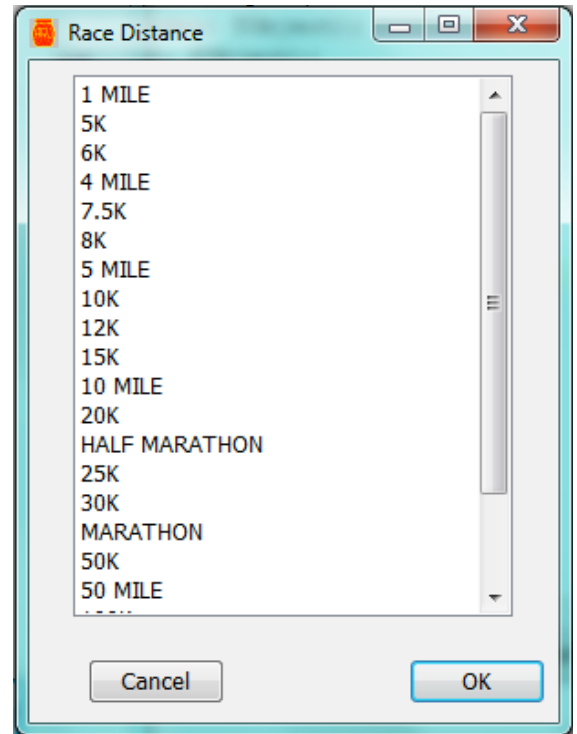 Race Distance
1 MILE
5K
6K
4 MILE
7.5K
8K
5 MILE
10K
12K
15K
10 MILE
20K
HALF MARATHON
25K
30K
MARATHON
50K
50 MILE
Cancel
OK